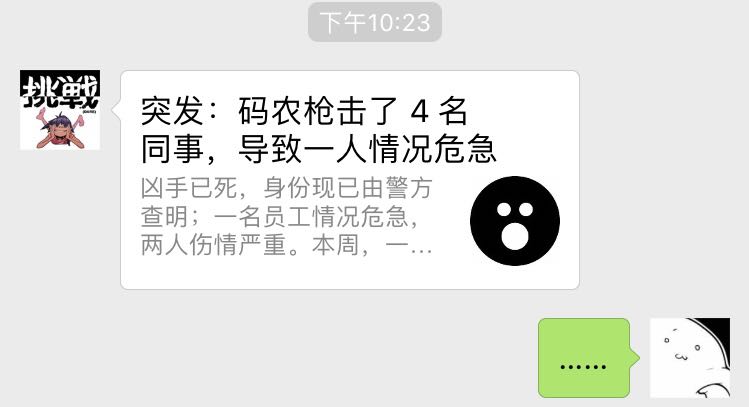 下午10:23
挑戦
突发：码农枪击了 4 名
同事，导致一人情况危急
凶手已死，身份现已由警方
查明；一名员工情况危急，
两人伤情严重。本周，一...
......